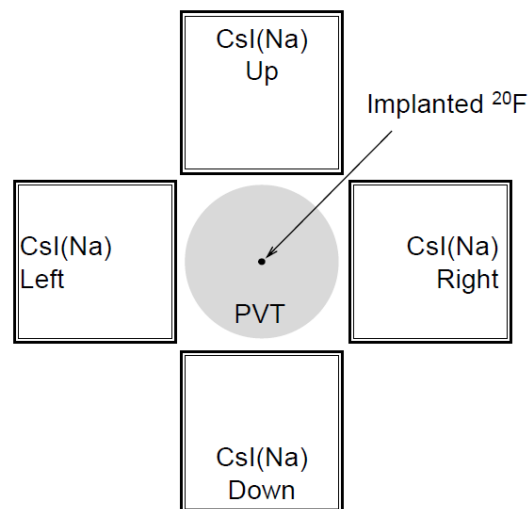 CsI(Na)
Up
Implanted ²⁰F
CsI(Na)
Left
CsI(Na)
Right
PVT
CsI(Na)
Down